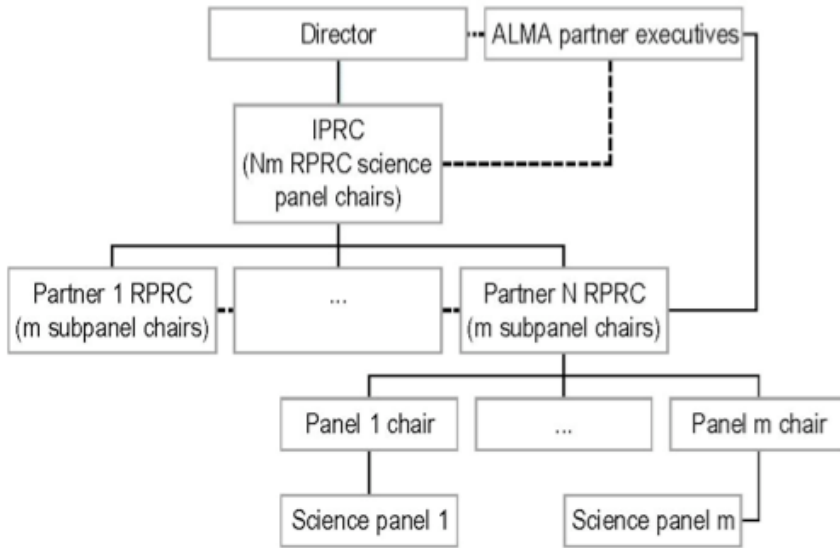 Director
ALMA partner executives
IPRC
(Nm RPRC science
panel chairs)
Partner 1 RPRC
(m subpanel chairs)
...
Partner N RPRC
(m subpanel chairs)
Panel 1 chair
...
Panel m chair
Science panel 1
Science panel m